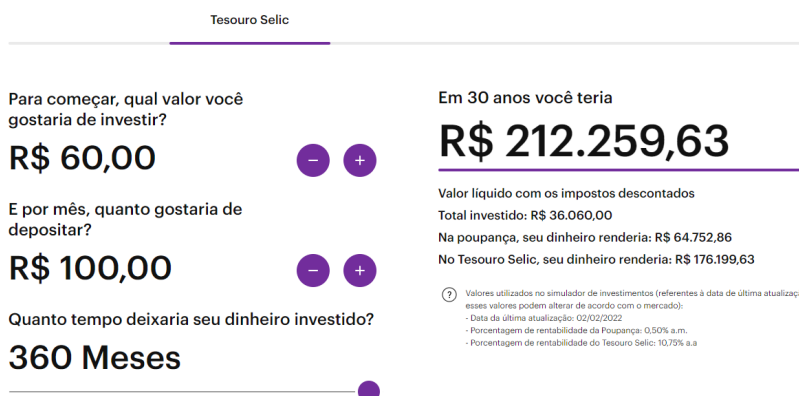 Tesouro Selic
Para começar, qual valor você
gostaria de investir?
R$ 60,00
E por mês, quanto gostaria de
depositar?
R$ 100,00
Quanto tempo deixaria seu dinheiro investido?
360 Meses
Em 30 anos você teria
R$ 212.259,63
Valor líquido com os impostos descontados
Total investido: R$ 36.060,00
Na poupança, seu dinheiro renderia: R$ 64.752,86
No Tesouro Selic, seu dinheiro renderia: R$ 176.199,63
Valores utilizados no simulador de investimentos (referentes à data de última
esses valores podem alterar de acordo com o mercado):
- Data da última atualização: 02/02/2022
- Porcentagem de rentabilidade da Poupança: 0,50% a.m.
- Porcentagem de rentabilidade do Tesouro Selic: 10,75% a.a